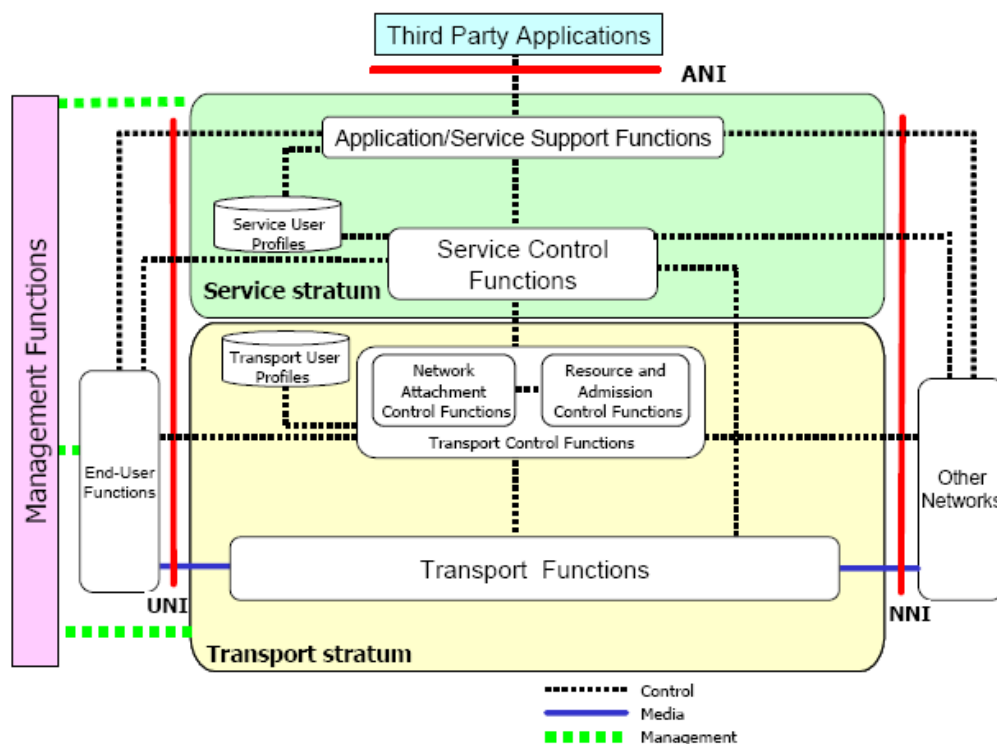 Third Party Applications
ANI
Application/Service Support Functions
Service User
Profiles
Service Control
Functions
Service stratum
Management Functions
Transport User
Profiles
Network
Attachment
Control Functions
Resource and
Admission
Control Functions
Transport Control Functions
End-User
Functions
Other
Networks
Transport Functions
UNI
NNI
Transport stratum
Control
Media
Management